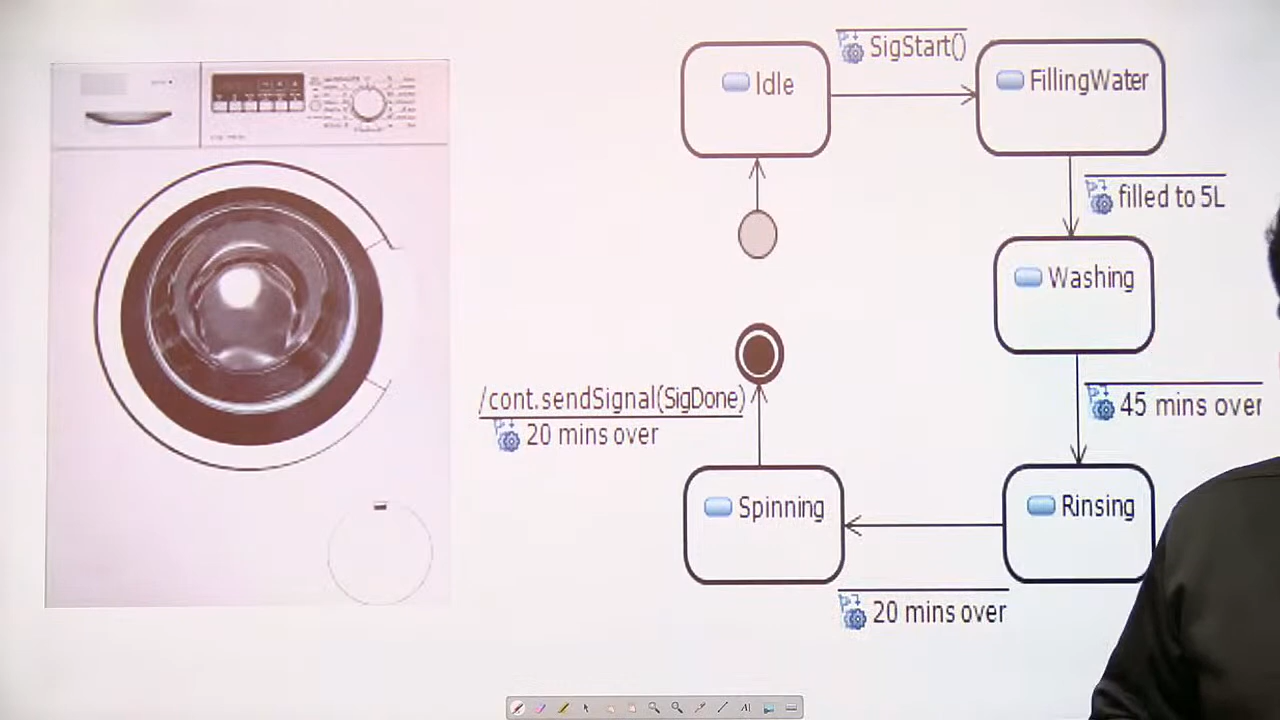 SigStart()
Idle
FillingWater
filled to 5L
Washing
/cont.sendSignal(SigDone)
20 mins over
45 mins over
Spinning
Rinsing
20 mins over